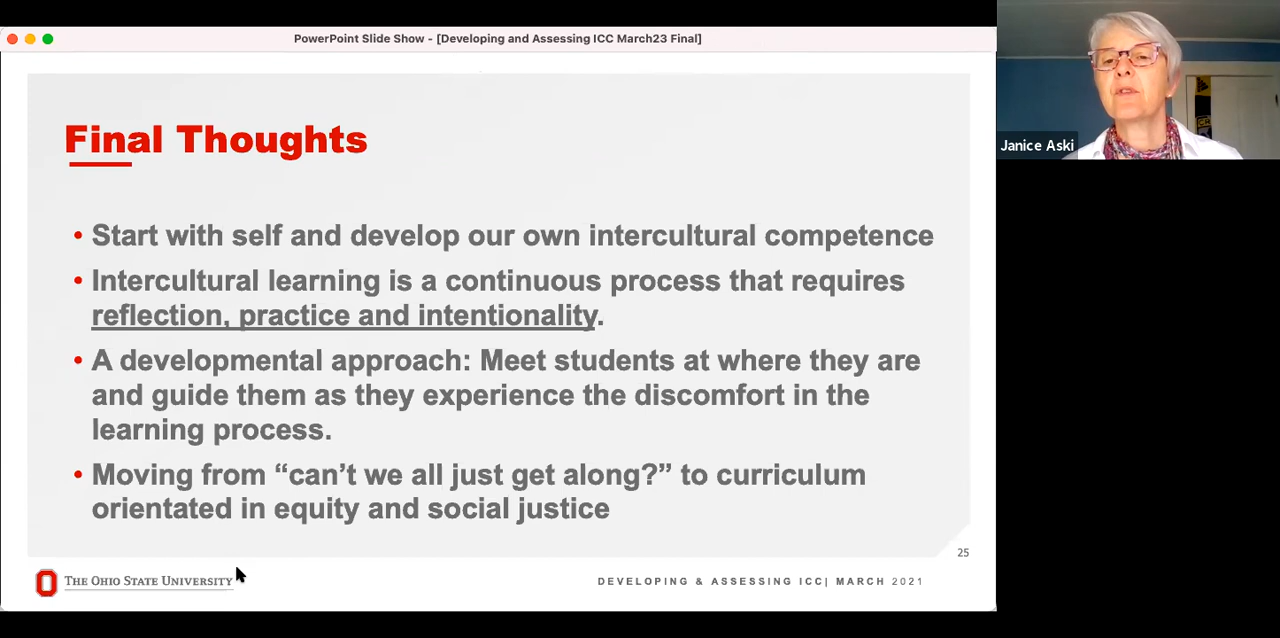 PowerPoint Slide Show - [Developing and Assessing ICC March23 Final]
Janice Aski
Final Thoughts
• Start with self and develop our own intercultural competence
• Intercultural learning is a continuous process that requires
reflection, practice and intentionality.
• A developmental approach: Meet students at where they are
and guide them as they experience the discomfort in the
learning process.
• Moving from “can’t we all just get along?” to curriculum
orientated in equity and social justice
25
THE OHIO STATE UNIVERSITY
DEVELOPING & ASSESSING ICC| MARCH 2021